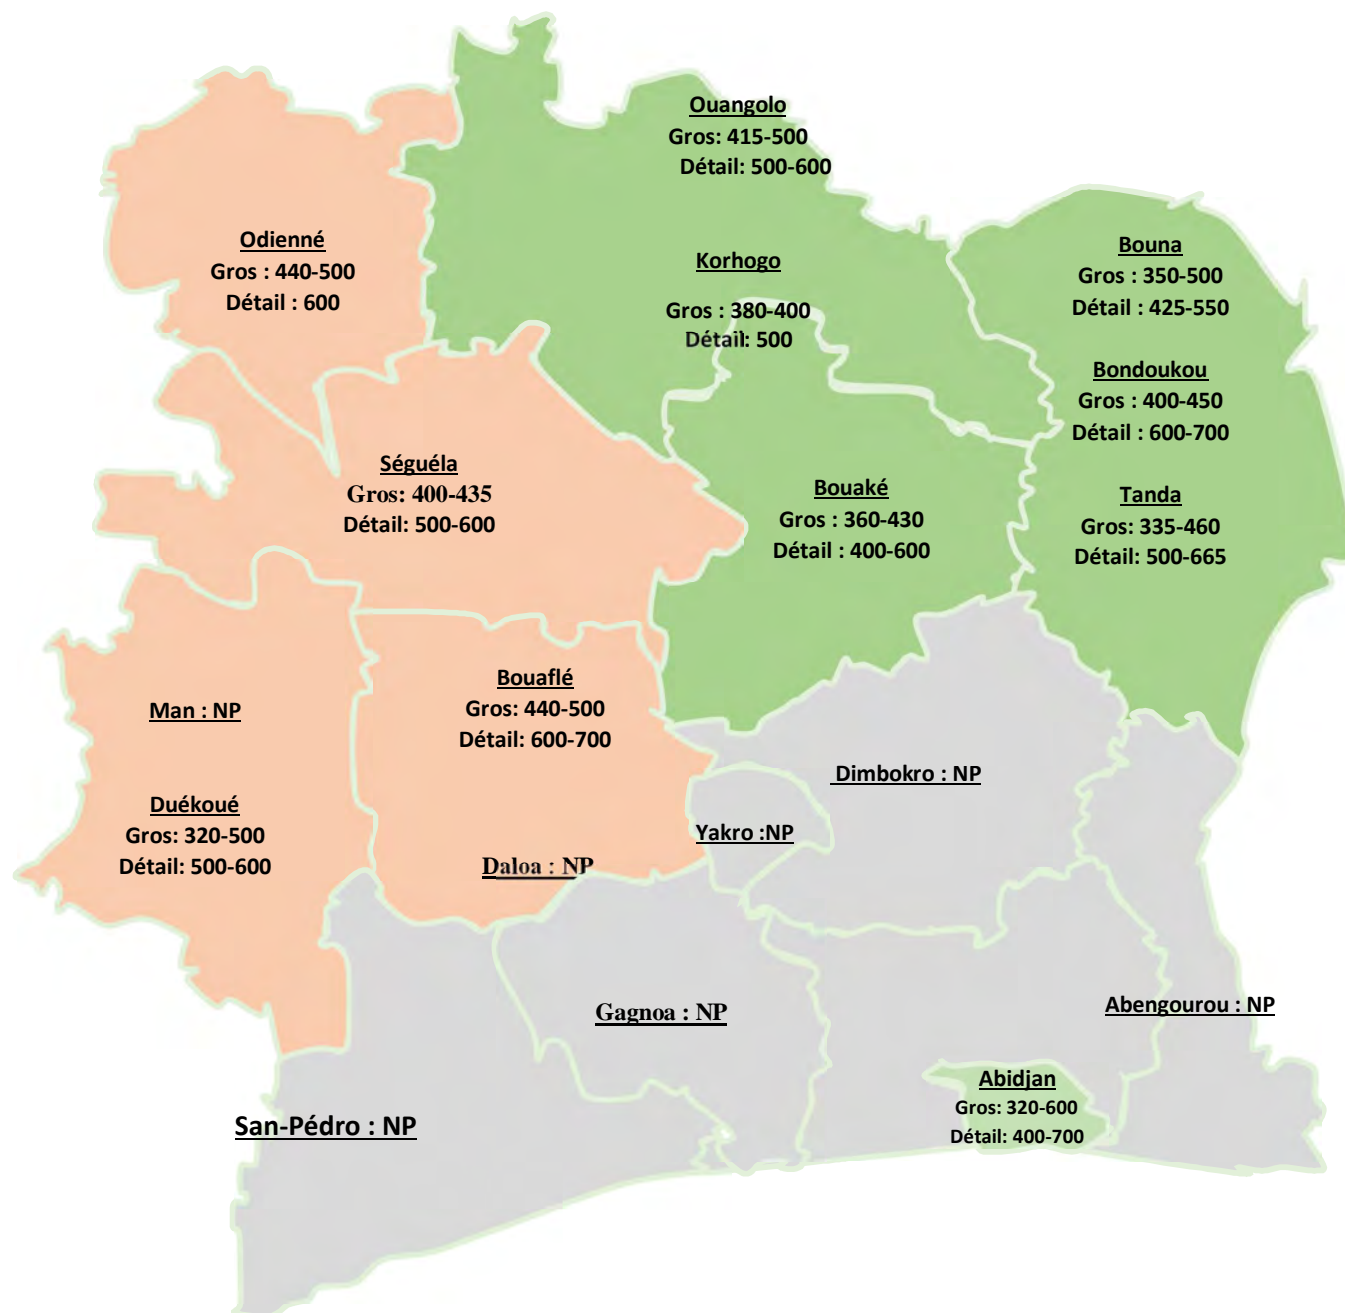 Ouangolo
Gros: 415-500
Détail: 500-600
Odienné
Gros : 440-500
Détail : 600
Korhogo
Gros : 380-400
Détail: 500
Bouna
Gros : 350-500
Détail : 425-550
Bondoukou
Gros : 400-450
Détail : 600-700
Séguéla
Gros: 400-435
Détail: 500-600
Bouaké
Gros : 360-430
Détail : 400-600
Tanda
Gros: 335-460
Détail: 500-665
Man : NP
Bouaflé
Gros: 440-500
Détail: 600-700
Dimbokro : NP
Duékoué
Gros: 320-500
Détail: 500-600
Yakro :NP
Daloa : NP
Gagnoa : NP
Abengourou : NP
Abidjan
Gros: 320-600
Détail: 400-700
San-Pédro : NP